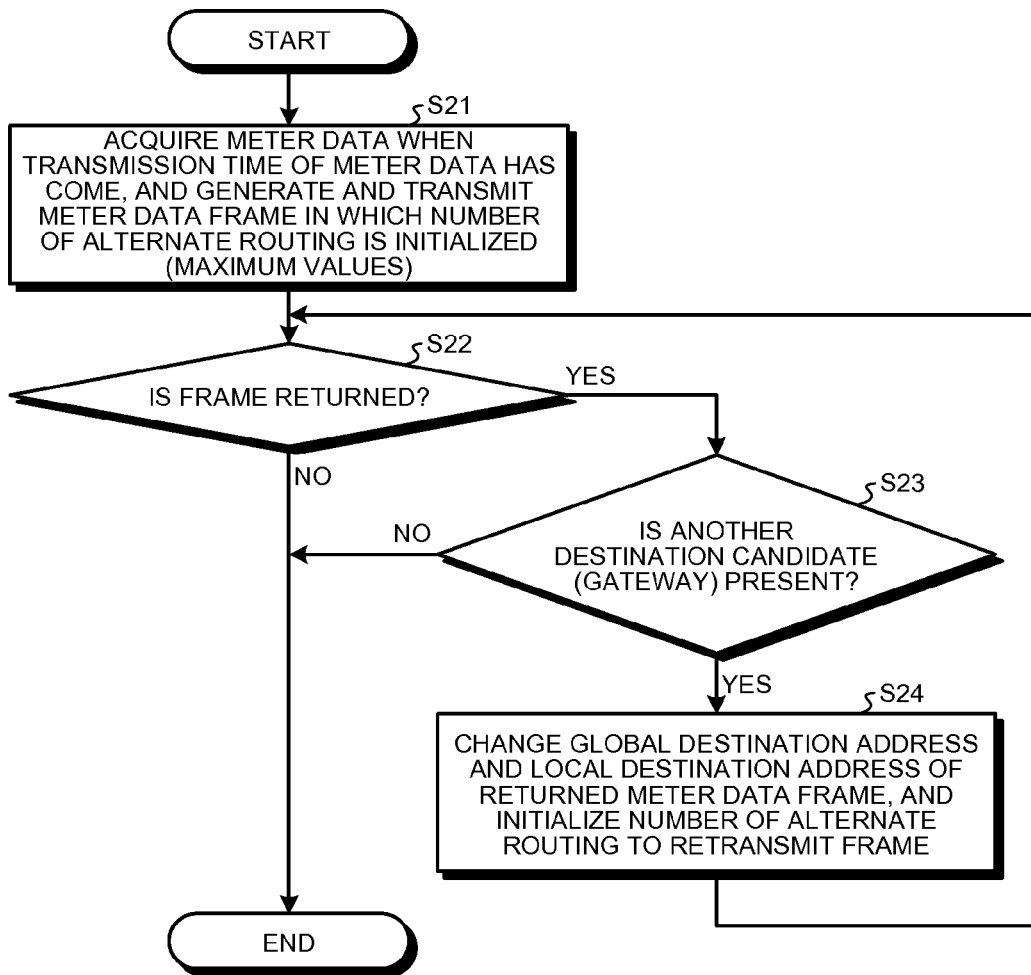 START
S21
ACQUIRE METER DATA WHEN
TRANSMISSION TIME OF METER DATA HAS
COME, AND GENERATE AND TRANSMIT
METER DATA FRAME IN WHICH NUMBER
OF ALTERNATE ROUTING IS INITIALIZED
(MAXIMUM VALUES)
S22
IS FRAME RETURNED?
YES
NO
S23
IS ANOTHER
DESTINATION CANDIDATE
(GATEWAY) PRESENT?
NO
YES
S24
CHANGE GLOBAL DESTINATION ADDRESS
AND LOCAL DESTINATION ADDRESS OF
RETURNED METER DATA FRAME, AND
INITIALIZE NUMBER OF ALTERNATE
ROUTING TO RETRANSMIT FRAME
END